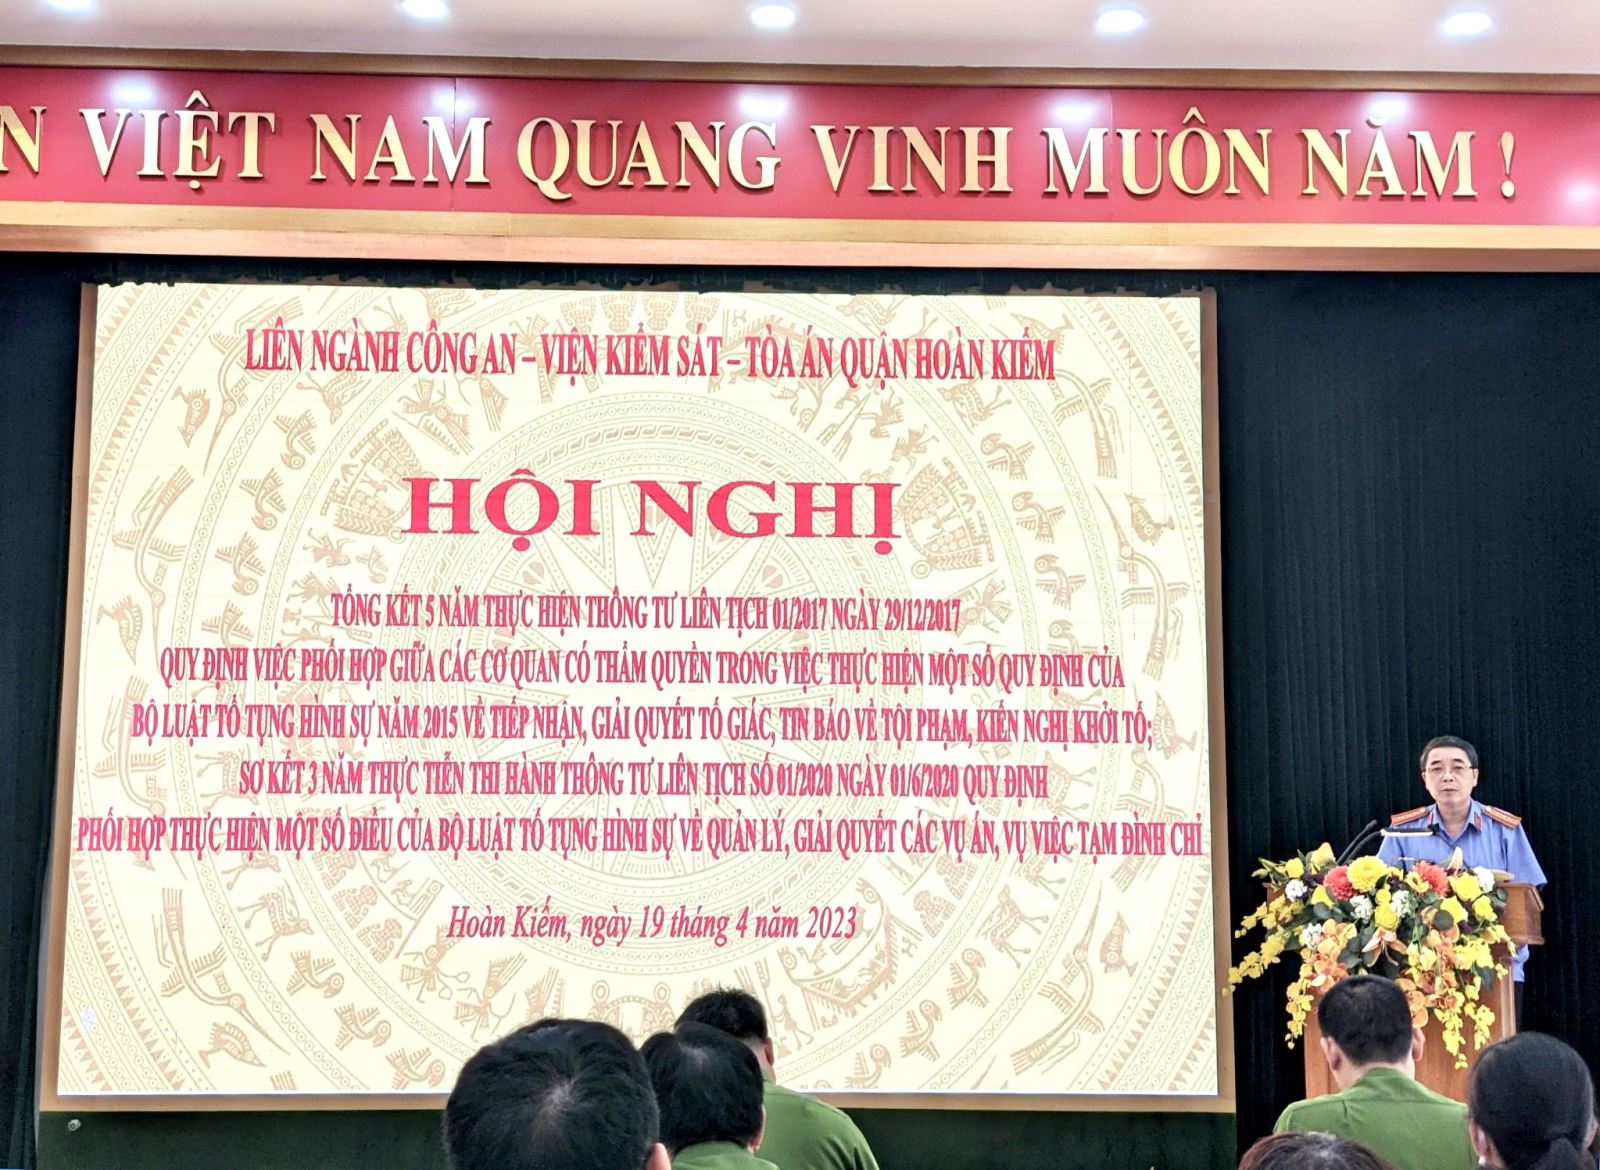 VIỆT NAM QUANG VINH MUÔN NĂM !
LIÊN NGÀNH CÔNG AN – VIỆN KIỂM SÁT – TÒA ÁN QUẬN HOÀN KIẾM
HỘI NGHỊ
TỔNG KẾT 5 NĂM THỰC HIỆN THÔNG TƯ LIÊN TỊCH 01/2017 NGÀY 29/12/2017
QUY ĐỊNH VIỆC PHỐI HỢP GIỮA CÁC CƠ QUAN CÓ THẨM QUYỀN TRONG VIỆC THỰC HIỆN MỘT SỐ QUY ĐỊNH CỦA
BỘ LUẬT TỐ TỤNG HÌNH SỰ NĂM 2015 VỀ TIẾP NHẬN, GIẢI QUYẾT TỐ GIÁC, TIN BÁO VỀ TỘI PHẠM, KIẾN NGHỊ KHỞI TỐ;
SƠ KẾT 3 NĂM THỰC TIỄN THI HÀNH THÔNG TƯ LIÊN TỊCH SỐ 01/2020 NGÀY 01/6/2020 QUY ĐỊNH
PHỐI HỢP THỰC HIỆN MỘT SỐ ĐIỀU CỦA BỘ LUẬT TỐ TỤNG HÌNH SỰ VỀ QUẢN LÝ, GIẢI QUYẾT CÁC VỤ ÁN, VỤ VIỆC TẠM ĐÌNH CHỈ
Hoàn Kiếm, ngày 19 tháng 4 năm 2023